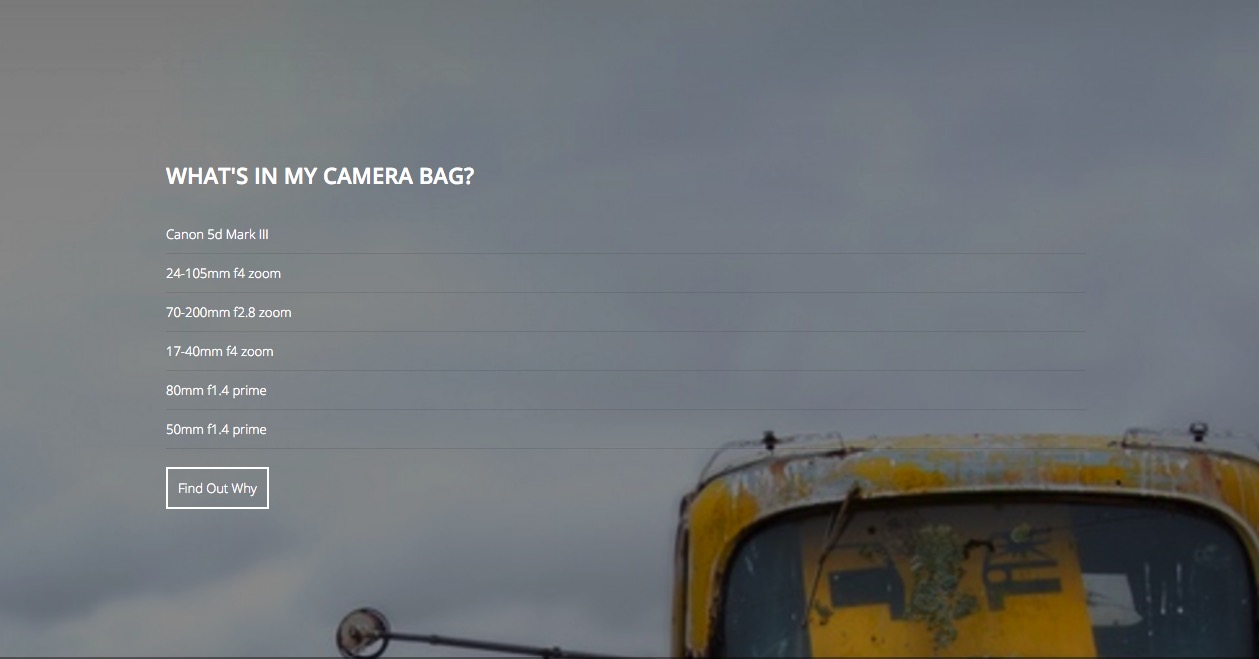 WHAT'S IN MY CAMERA BAG?
Canon 5d Mark III
24-105mm f4 zoom
70-200mm f2.8 zoom
17-40mm f4 zoom
80mm f1.4 prime
50mm f1.4 prime
Find Out Why